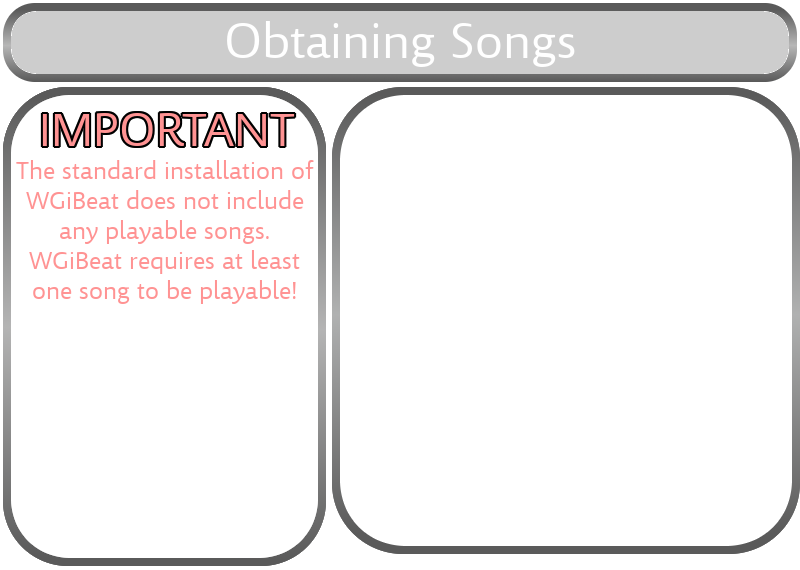 Obtaining Songs
IMPORTANT
The standard installation of
WGiBeat does not include
any playable songs.
WGiBeat requires at least
one song to be playable!